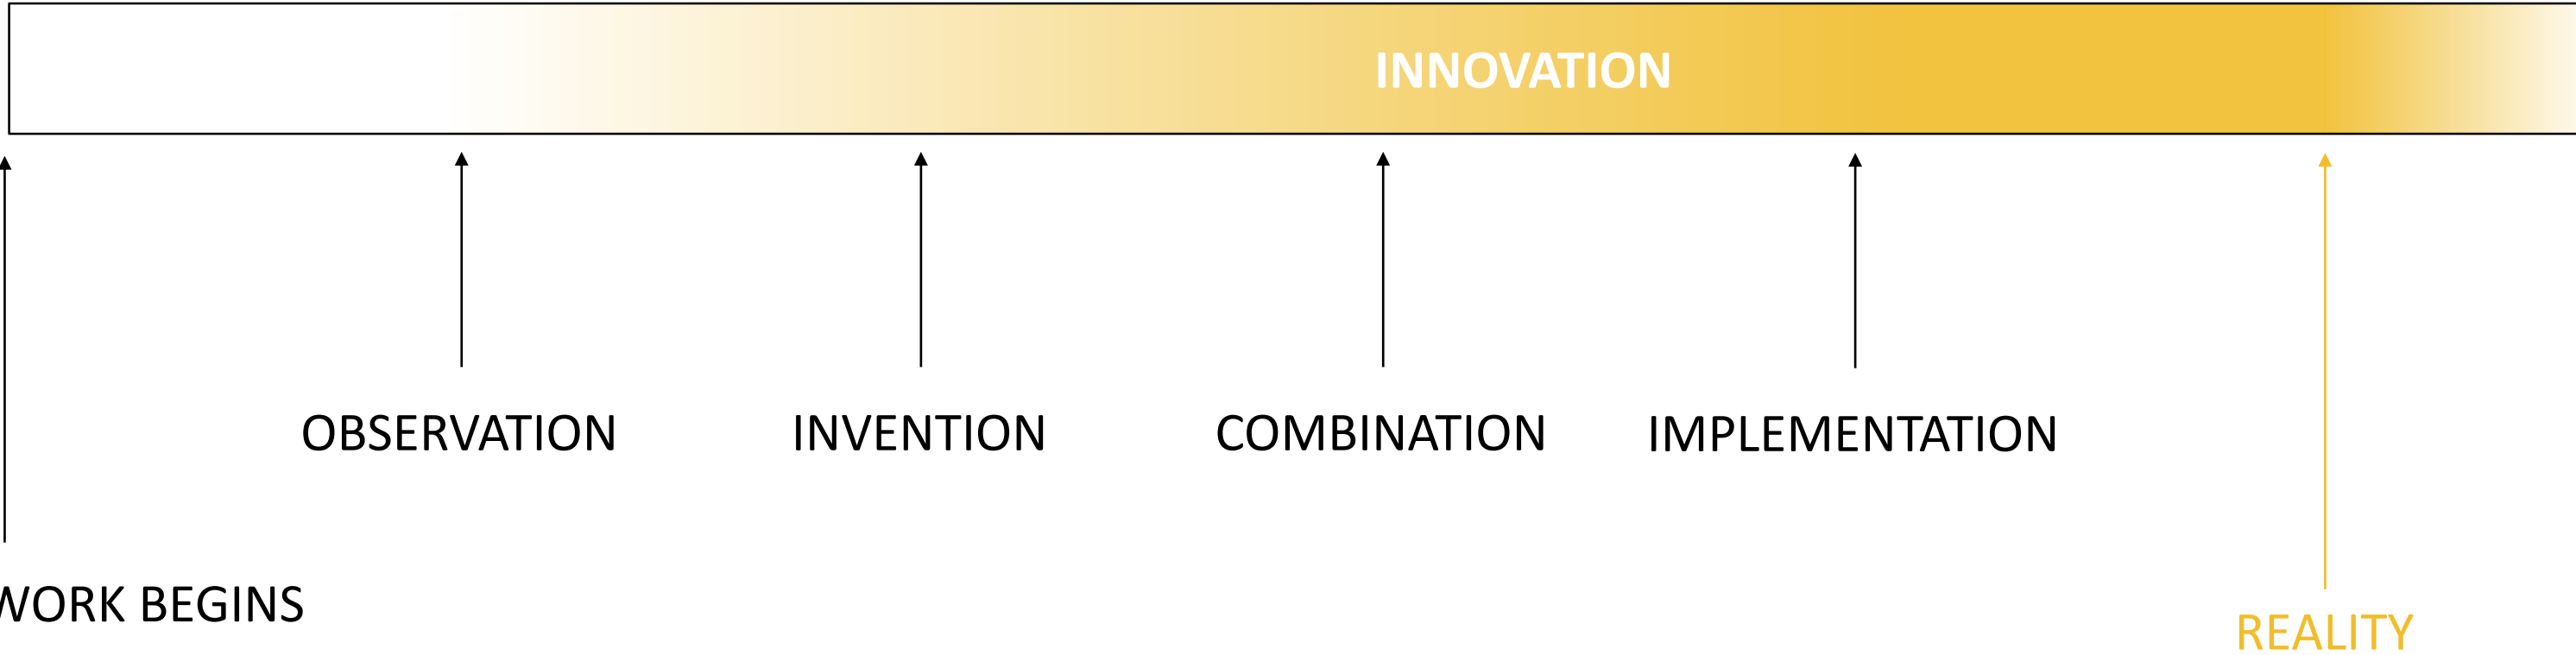 INNOVATION
OBSERVATION
INVENTION
COMBINATION
IMPLEMENTATION
WORK BEGINS
REALITY